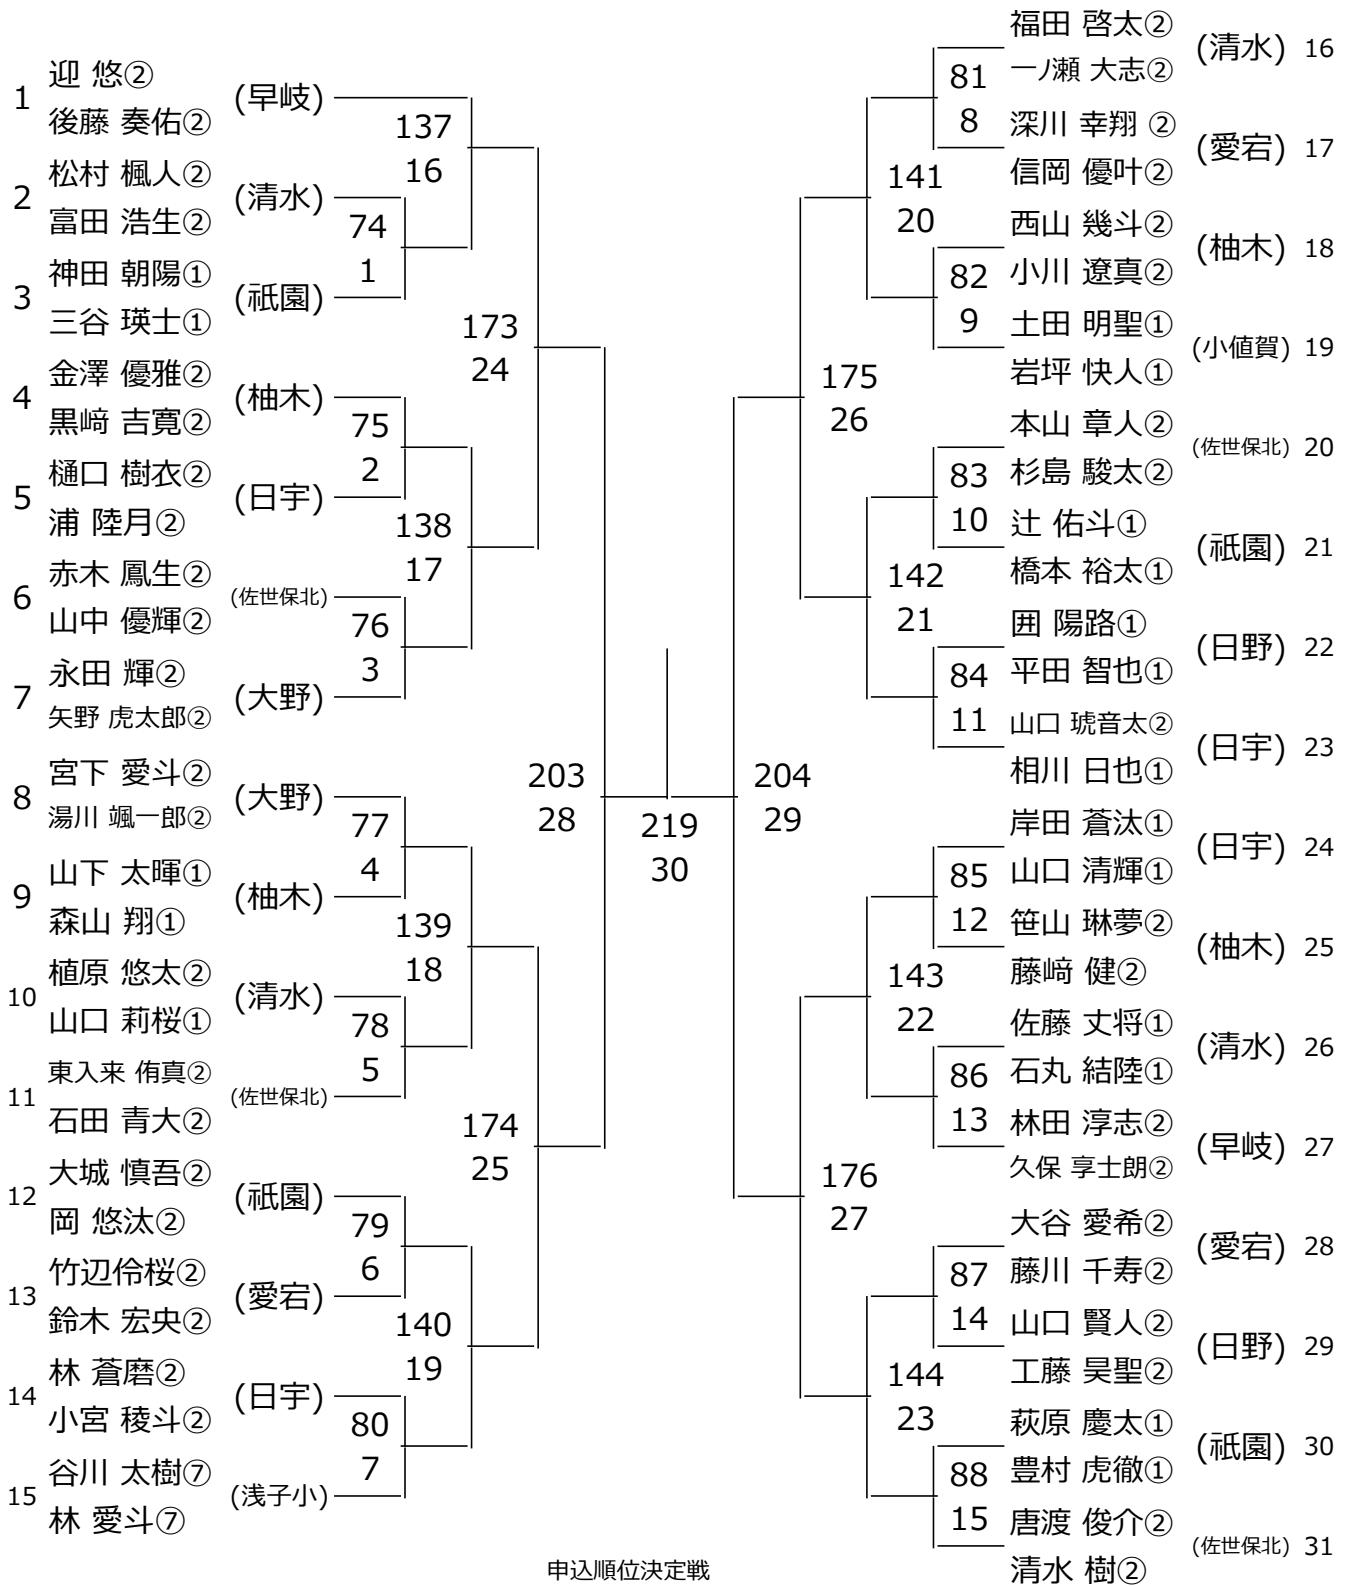 1 迎 悠② (早岐)
後藤 奏佑②
2 松村 楓人② (清水)
富田 浩生②
3 神田 朝陽① (祇園)
三谷 瑛士①
4 金澤 優雅② (柚木)
黒﨑 吉寛②
5 樋口 樹衣② (日宇)
浦 陸月②
6 赤木 鳳生② (佐世保北)
山中 優輝②
7 永田 輝② (大野)
矢野 虎太郎②
8 宮下 愛斗② (大野)
湯川 颯一郎②
9 山下 太暉① (柚木)
森山 翔①
10 植原 悠太② (清水)
山口 莉桜①
11 東入来 侑真② (佐世保北)
石田 青大②
12 大城 慎吾② (祇園)
岡 悠汰②
13 竹辺伶桜② (愛宕)
鈴木 宏央②
14 林 蒼磨② (日宇)
小宮 稜斗②
15 谷川 太樹⑦ (浅子小)
林 愛斗⑦
137
16
74
1
173
24
75
2
138
17
76
3
203
28
77
4
139
18
78
5
174
25
79
6
140
19
80
7
219
30
204
29
175
26
176
27
141
20
142
21
143
22
144
23
81
8
82
9
83
10
84
11
85
12
86
13
87
14
88
15
福田 啓太② (清水) 16
一ノ瀬 大志②
深川 幸翔 ② (愛宕) 17
信岡 優叶②
西山 幾斗② (柚木) 18
小川 遼真②
土田 明聖① (小値賀) 19
岩坪 快人①
本山 章人② (佐世保北) 20
杉島 駿太②
辻 佑斗① (祇園) 21
橋本 裕太①
囲 陽路① (日野) 22
平田 智也①
山口 琥音太② (日宇) 23
相川 日也①
岸田 蒼汰① (日宇) 24
山口 清輝①
笹山 琳夢② (柚木) 25
藤﨑 健②
佐藤 丈将① (清水) 26
石丸 結陸①
林田 淳志② (早岐) 27
久保 享士朗②
大谷 愛希② (愛宕) 28
藤川 千寿②
山口 賢人② (日野) 29
工藤 昊聖②
萩原 慶太① (祇園) 30
豊村 虎徹①
唐渡 俊介② (佐世保北) 31
清水 樹②
申込順位決定戦